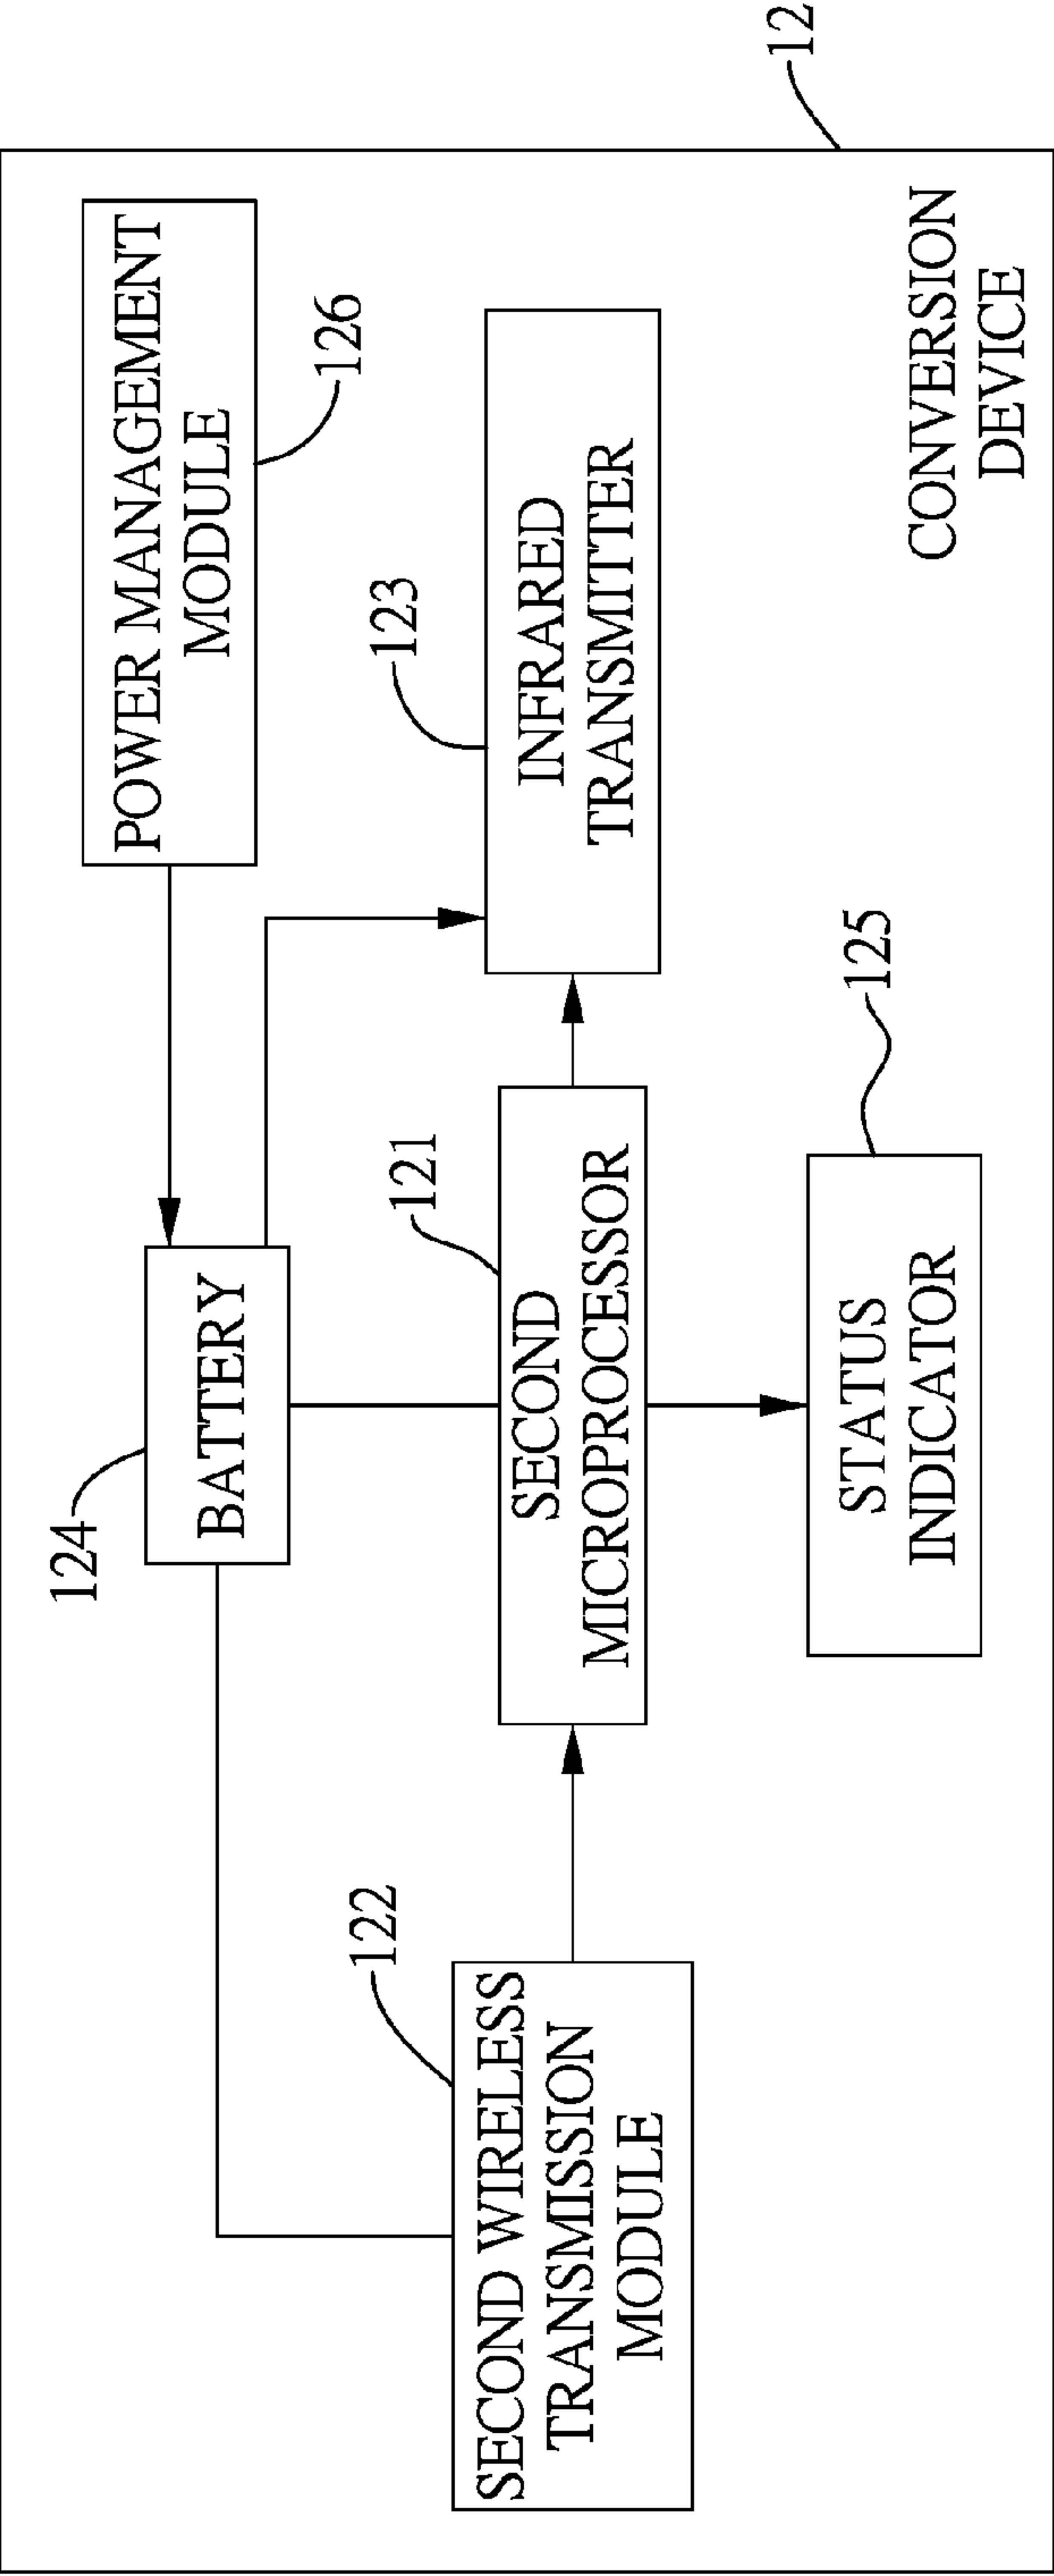 12
POWER MANAGEMENT
MODULE
126
124
BATTERY
123
INFRARED
TRANSMITTER
121
SECOND
MICROPROCESSOR
122
SECOND WIRELESS
TRANSMISSION
MODULE
125
STATUS
INDICATOR
CONVERSION
DEVICE